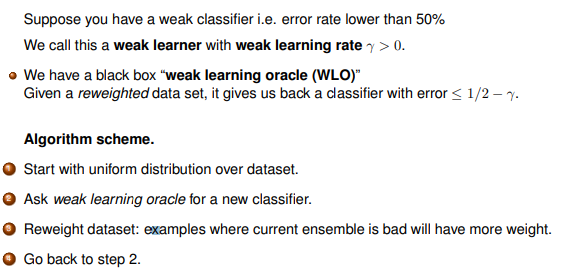 Suppose you have a weak classifier i.e. error rate lower than 50%
We call this a weak learner with weak learning rate γ > 0.
We have a black box “weak learning oracle (WLO)”
Given a reweighted data set, it gives us back a classifier with error ≤ 1/2 − γ.
Algorithm scheme.
1 Start with uniform distribution over dataset.
2 Ask weak learning oracle for a new classifier.
3 Reweight dataset: examples where current ensemble is bad will have more weight.
4 Go back to step 2.